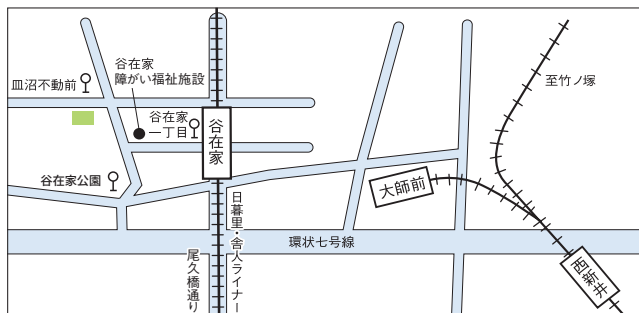 谷在家
障がい福祉施設
皿沼不動前
至竹ノ塚
谷在家
一丁目
谷在家
谷在家公園
大師前
日暮里・舎人ライナー
環状七号線
尾久橋通り
西新井